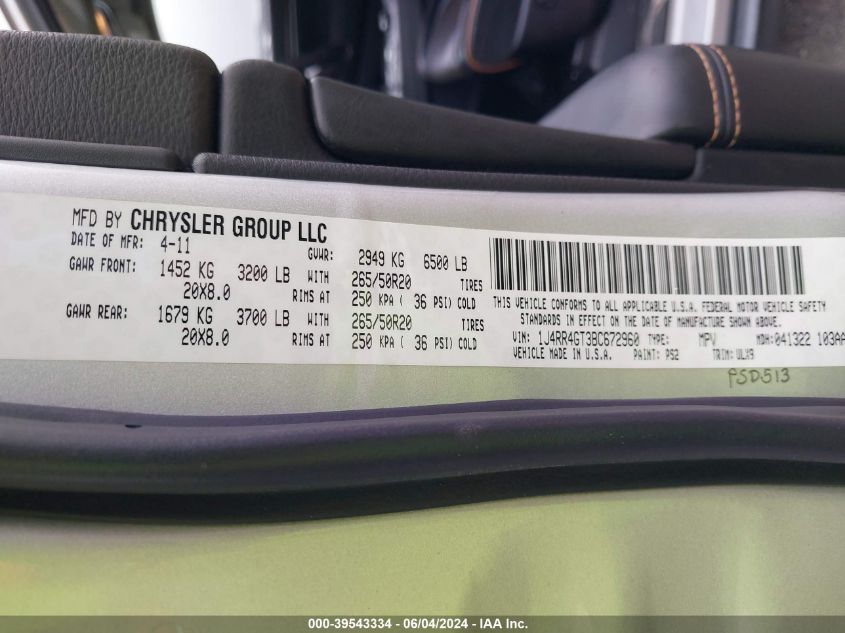 MFD BY CHRYSLER GROUP LLC
DATE OF MFR: 4-11 GVWR: 2949 KG 6500 LB
GAWR FRONT: 1452 KG 3200 LB WITH 265/50R20 TIRES
20X8.0 RIMS AT 250 KPA ( 36 PSI) COLD
GAWR REAR: 1679 KG 3700 LB WITH 265/50R20 TIRES
20X8.0 RIMS AT 250 KPA ( 36 PSI) COLD
THIS VEHICLE CONFORMS TO ALL APPLICABLE U.S.A. FEDERAL MOTOR VEHICLE SAFETY
STANDARDS IN EFFECT ON THE DATE OF MANUFACTURE SHOWN ABOVE.
VIN: 1J4RR4GT3BC672960 TYPE: MPV MDH: 041322 103AA
VEHICLE MADE IN U.S.A. PAINT: PS2 TRIM: ULX9
PSD513
000-39543334 - 06/04/2024 - IAA Inc.